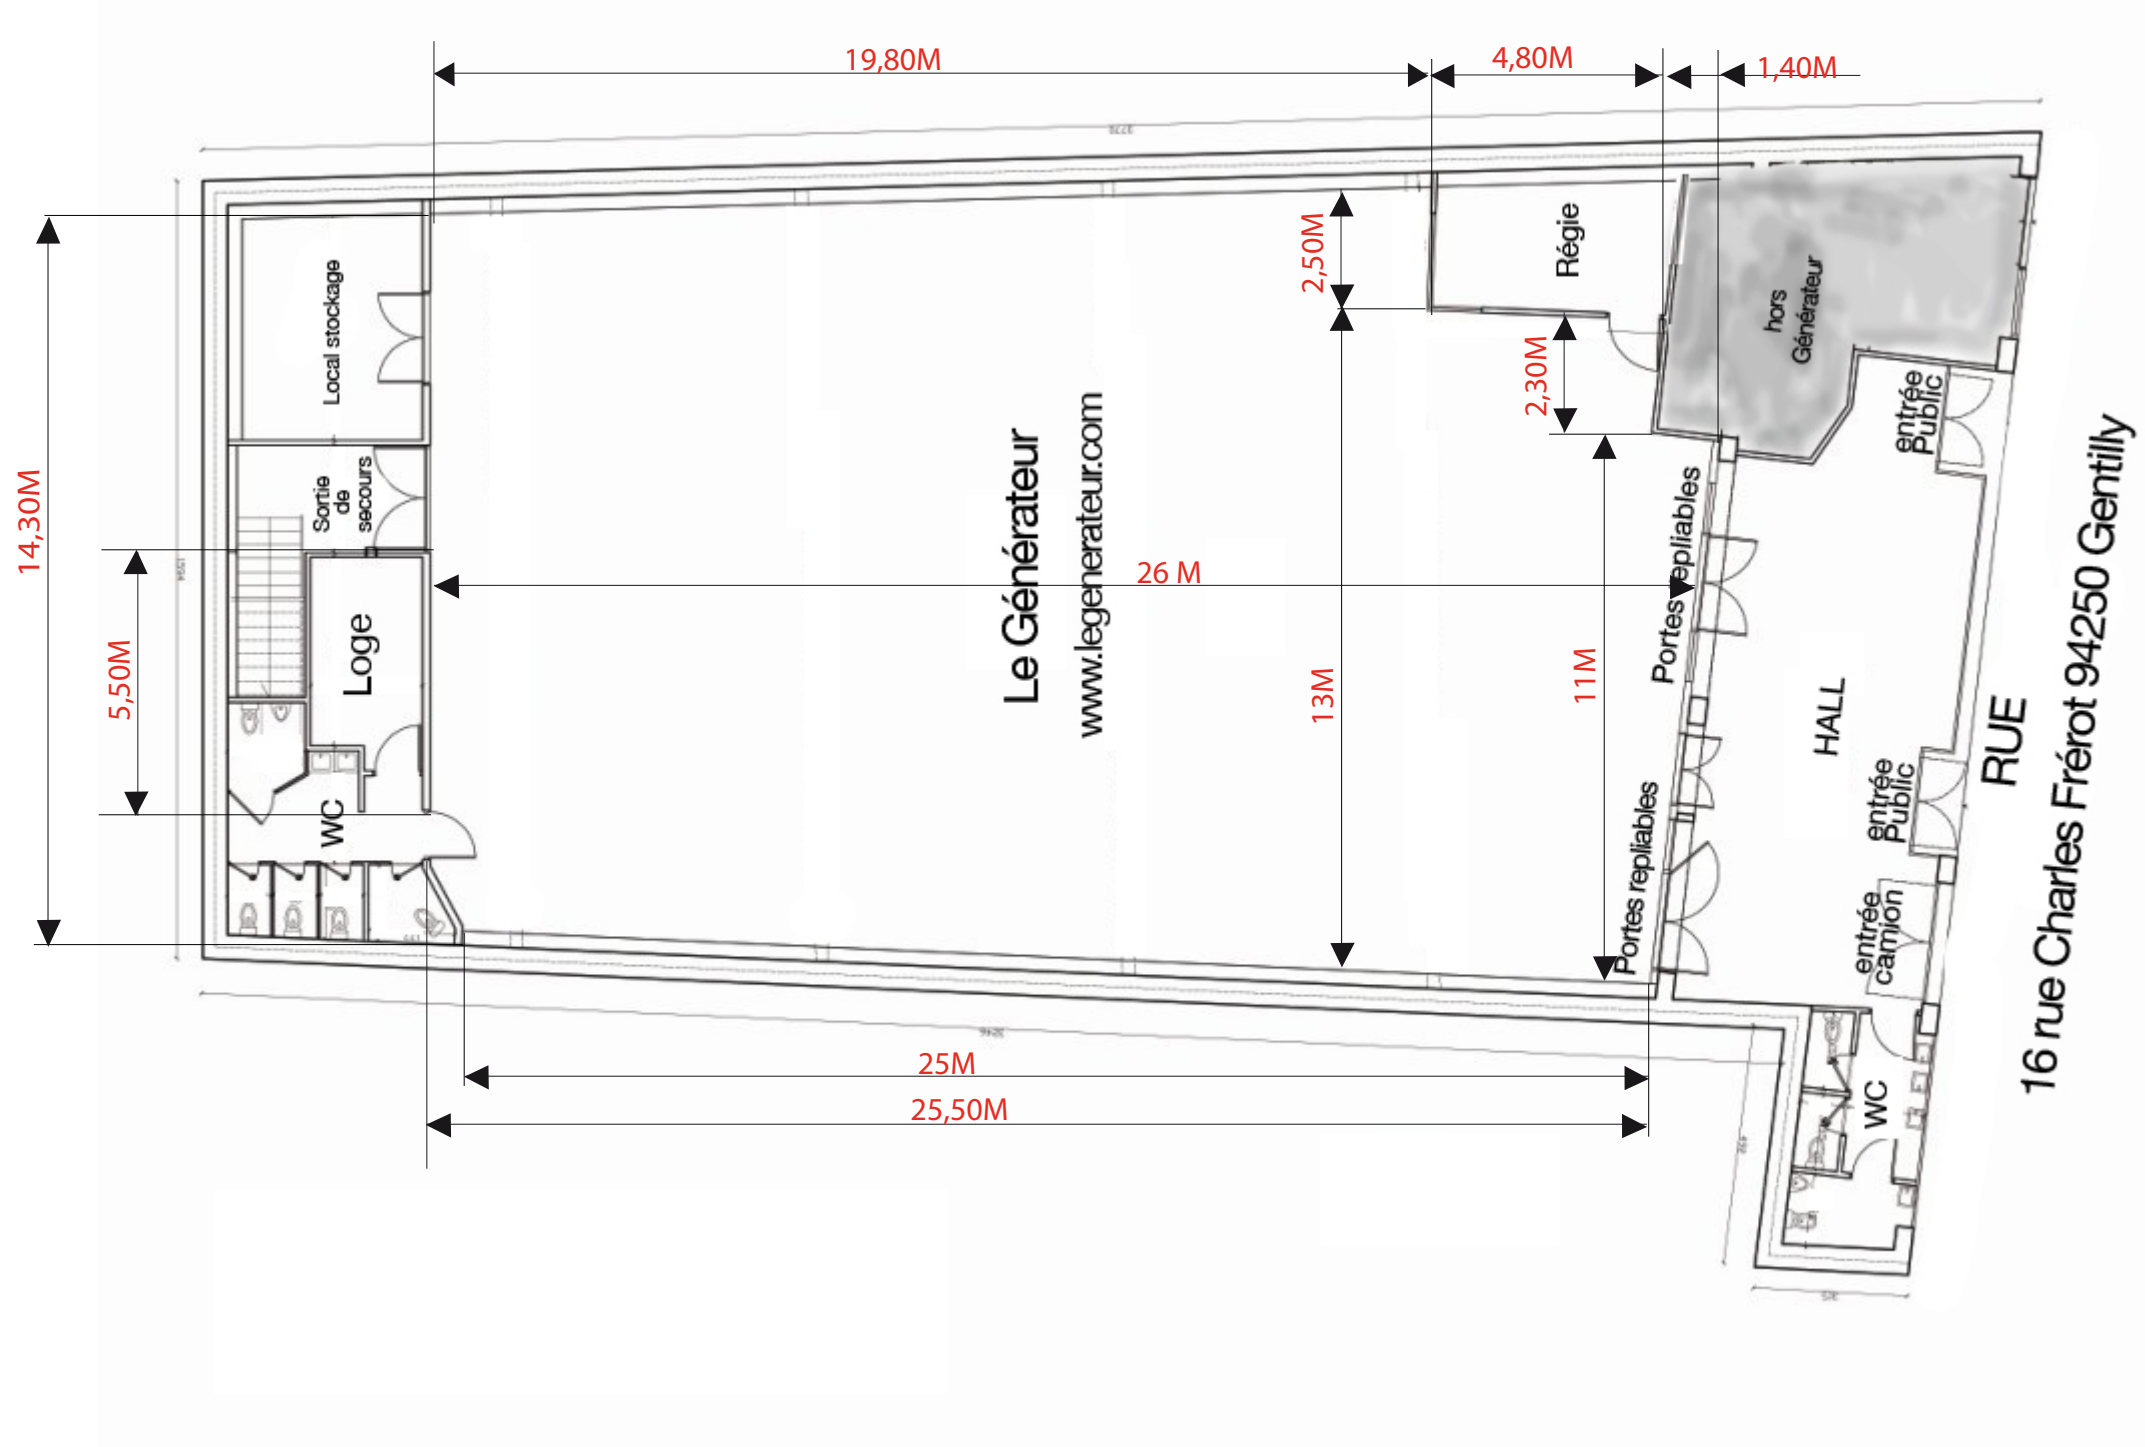 19,80M
4,80M
1,40M
2,50M
Régie
hors
Générateur
Local stockage
2,30M
entrée
Public
14,30M
Sortie
de
secours
Portes repliables
Le Générateur
www.legenerateur.com
26 M
5,50M
Loge
13M
11M
HALL
RUE
16 rue Charles Frérot 94250 Gentilly
WC
Portes repliables
entrée
Public
entrée
camion
25M
25,50M
WC